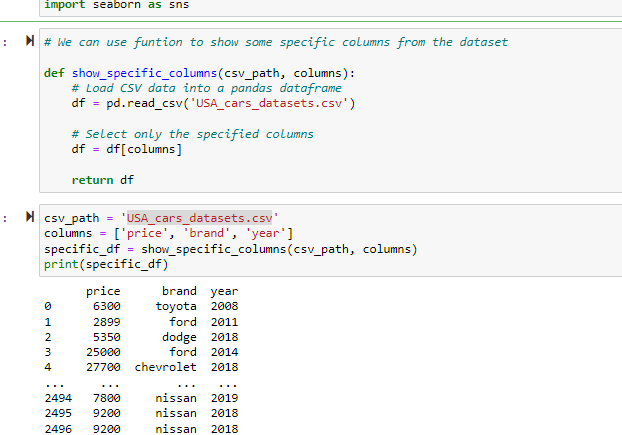 import seaborn as sns
:
# We can use funtion to show some specific columns from the dataset
def show_specific_columns(csv_path, columns):
# Load CSV data into a pandas dataframe
df = pd.read_csv('USA_cars_datasets.csv')
# Select only the specified columns
df = df[columns]
return df
:
csv_path = 'USA_cars_datasets.csv'
columns = ['price', 'brand', 'year']
specific_df = show_specific_columns(csv_path, columns)
print(specific_df)
price brand year
0 6300 toyota 2008
1 2899 ford 2011
2 5350 dodge 2018
3 25000 ford 2014
4 27700 chevrolet 2018
... ... ... ...
2494 7800 nissan 2019
2495 9200 nissan 2018
2496 9200 nissan 2018